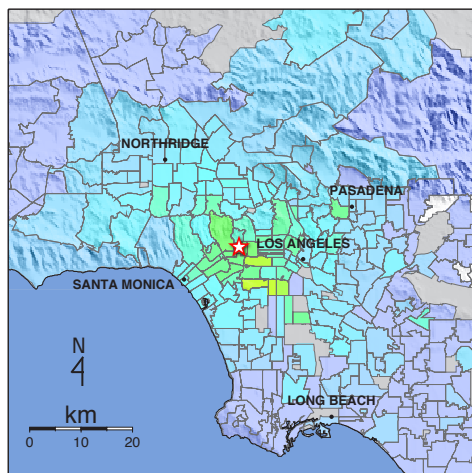 NORTHRIDGE
PASADENA
LOS ANGELES
SANTA MONICA
N
km
LONG BEACH
0 10 20